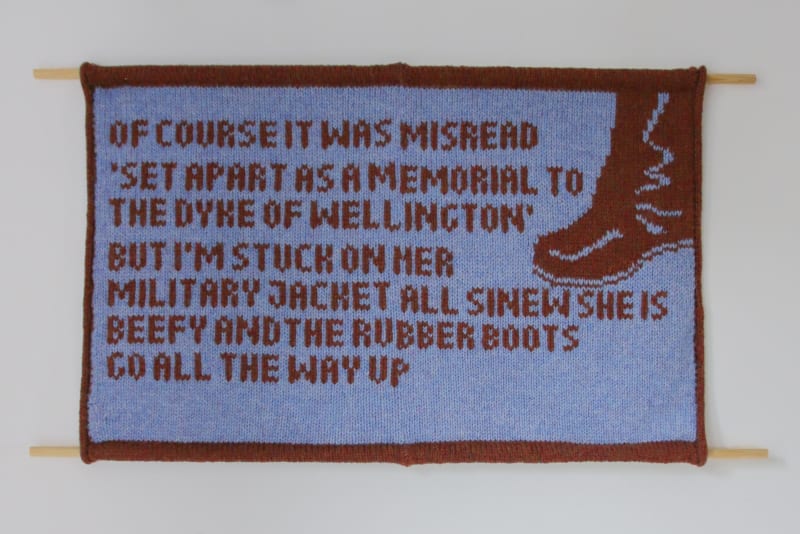 OF COURSE IT WAS MISREAD
'SET APART AS A MEMORIAL TO
THE DYKE OF WELLINGTON'
BUT I'M STUCK ON HER
MILITARY JACKET ALL SINEW SHE IS
BEEFY AND THE RUBBER BOOTS
GO ALL THE WAY UP